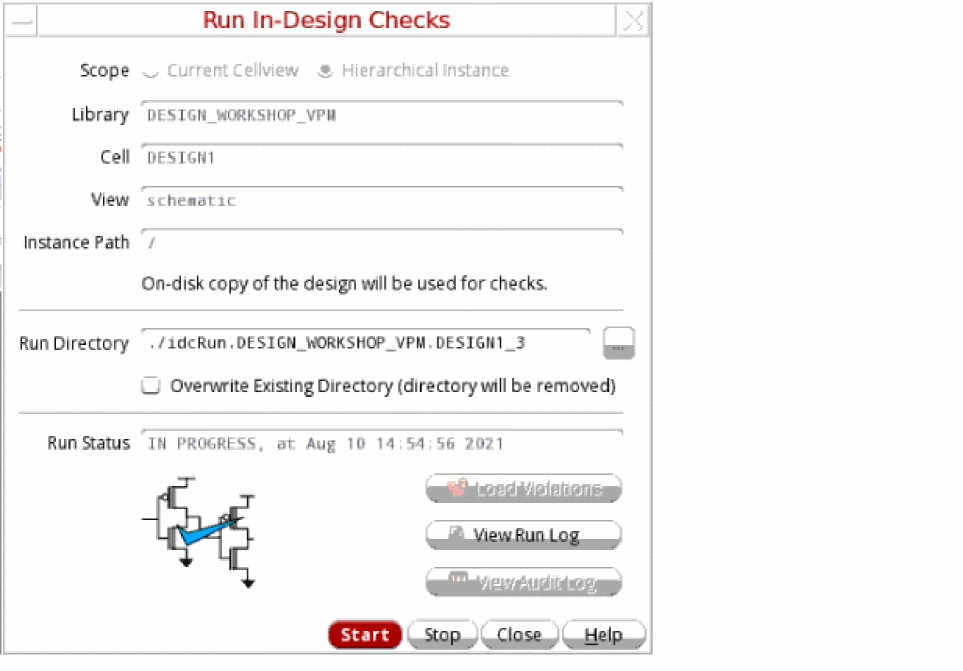 Run In-Design Checks
Scope Current Cellview Hierarchical Instance
Library DESIGN_WORKSHOP_VPM
Cell DESIGN1
View schematic
Instance Path /
On-disk copy of the design will be used for checks.
Run Directory ./idcRun.DESIGN_WORKSHOP_VPM.DESIGN1_3 ...
Overwrite Existing Directory (directory will be removed)
Run Status IN PROGRESS, at Aug 10 14:54:56 2021
Load Violations
View Run Log
View Audit Log
Start Stop Close Help